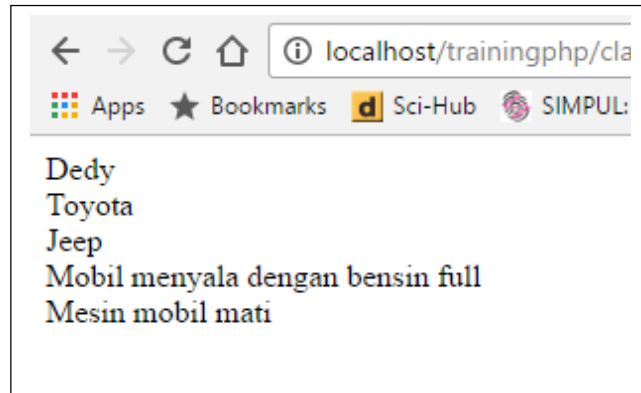 localhost/trainingphp/cla
Apps Bookmarks d Sci-Hub SIMPUL:
Dedy
Toyota
Jeep
Mobil menyala dengan bensin full
Mesin mobil mati